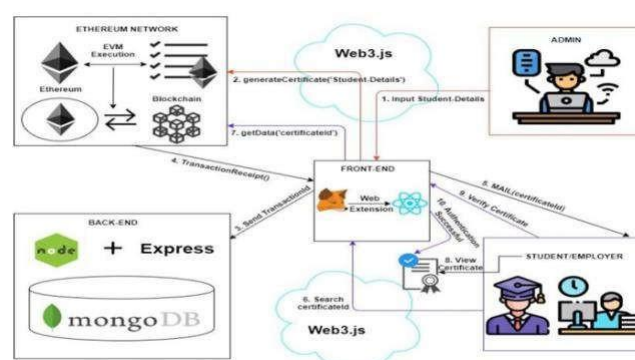 ETHEREUM NETWORK
EVM
Execution
Ethereum
Blockchain
Web3.js
ADMIN
2. generateCertificate('Student-Details')
1. Input Student-Details
7. getData('certificateId')
4. TransactionReceipt()
FRONT-END
Web
Extension
5. MAIL(certificateId)
9. Verify Certificate
10. Authentication
Successful
3. Send TransactionId
BACK-END
node
+ Express
mongoDB
8. View
Certificate
STUDENT/EMPLOYER
6. Search
certificateId
Web3.js